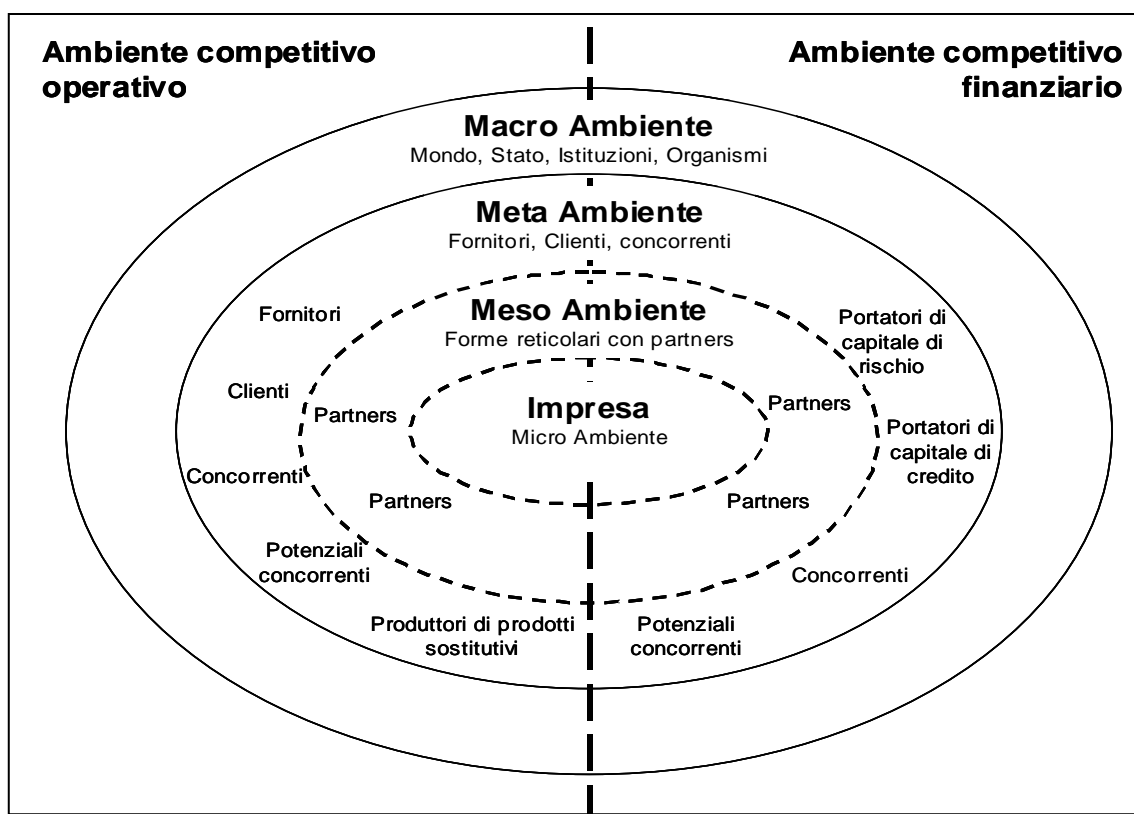 Ambiente competitivo
operativo
Ambiente competitivo
finanziario
Macro Ambiente
Mondo, Stato, Istituzioni, Organismi
Meta Ambiente
Fornitori, Clienti, concorrenti
Meso Ambiente
Forme reticolari con partners
Impresa
Micro Ambiente
Fornitori
Clienti
Partners
Concorrenti
Partners
Potenziali
concorrenti
Produttori di prodotti
sostitutivi
Portatori di
capitale di
rischio
Partners
Portatori di
capitale di
credito
Partners
Concorrenti
Potenziali
concorrenti